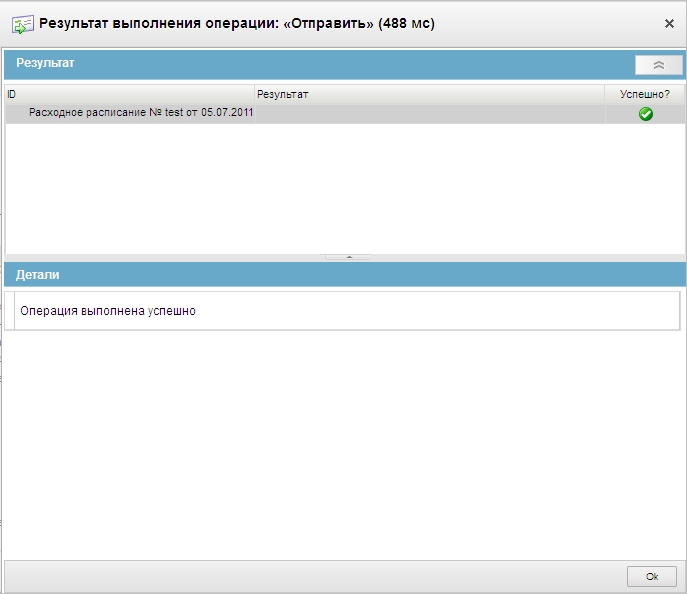 Результат выполнения операции: «Отправить» (488 мс)
Результат
ID Результат Успешно?
Расходное расписание № test от 05.07.2011
Детали
Операция выполнена успешно
Ok